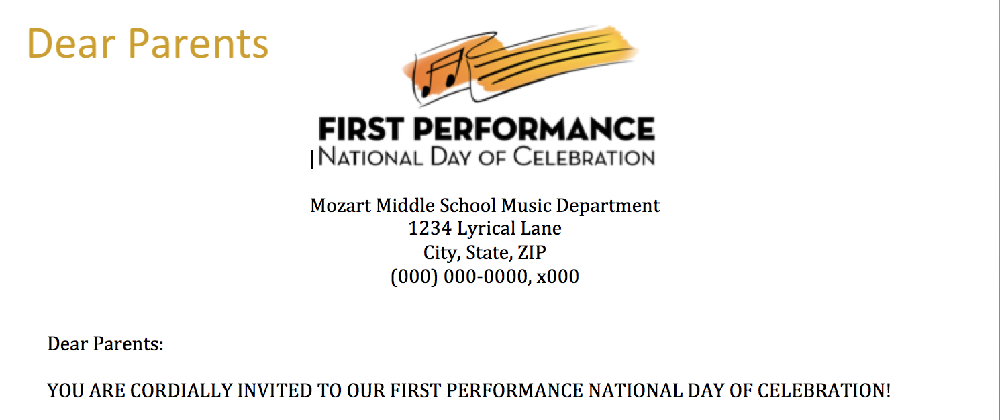 Dear Parents
FIRST PERFORMANCE
NATIONAL DAY OF CELEBRATION
Mozart Middle School Music Department
1234 Lyrical Lane
City, State, ZIP
(000) 000-0000, x000
Dear Parents:
YOU ARE CORDIALLY INVITED TO OUR FIRST PERFORMANCE NATIONAL DAY OF CELEBRATION!